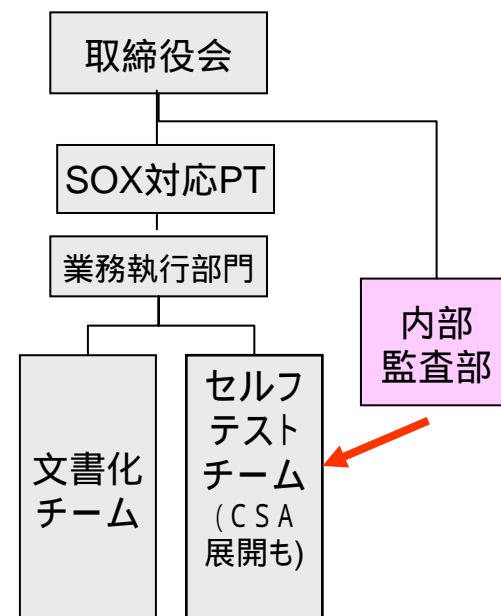 取締役会
SOX対応PT
業務執行部門
内部
監査部
文書化
チーム
セルフ
テスト
チーム
(CSA
展開も)